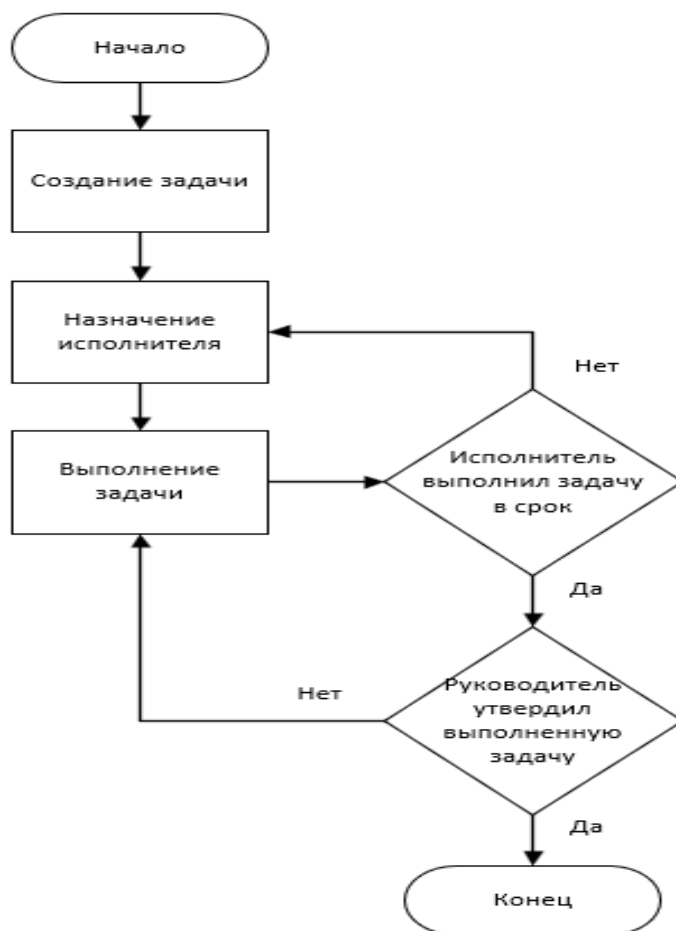 Начало
Создание задачи
Назначение
исполнителя
Нет
Выполнение
задачи
Исполнитель
выполнил задачу
в срок
Да
Нет
Руководитель
утвердил
выполненную
задачу
Да
Конец